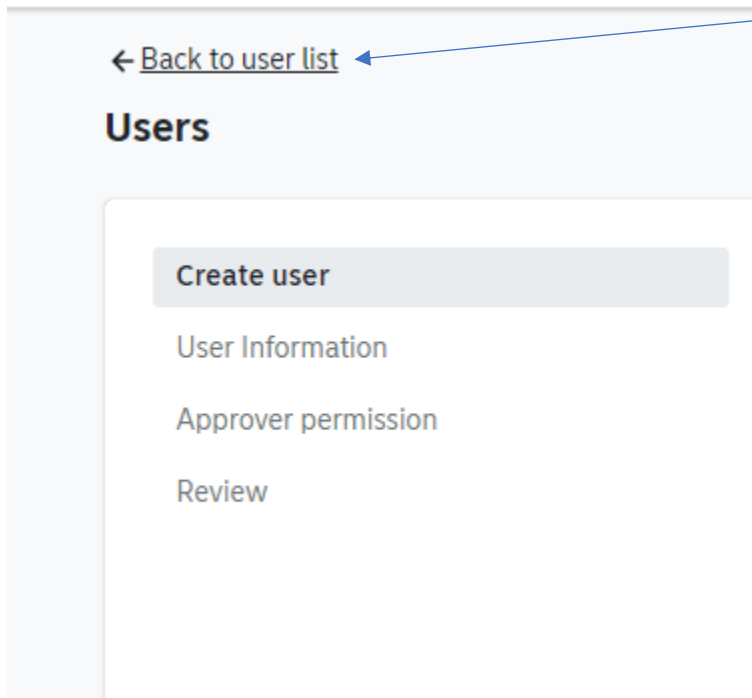 ← Back to user list
Users
Create user
User Information
Approver permission
Review